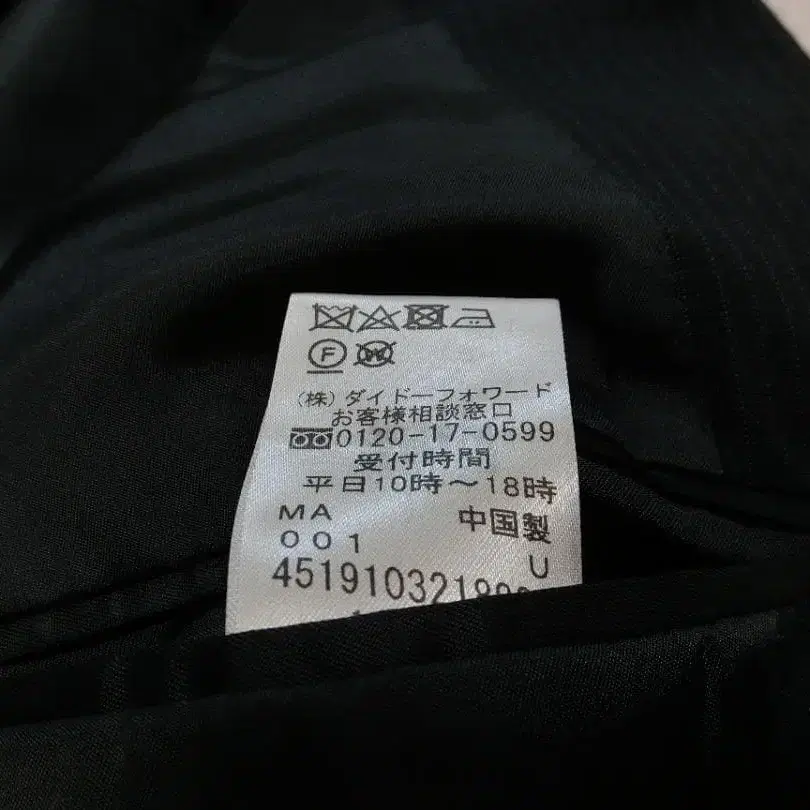 F W
(株)ダイドーフォワード
お客様相談窓口
0120-17-0599
受付時間
平日10時～18時
MA 中国製
001 U
4519103218